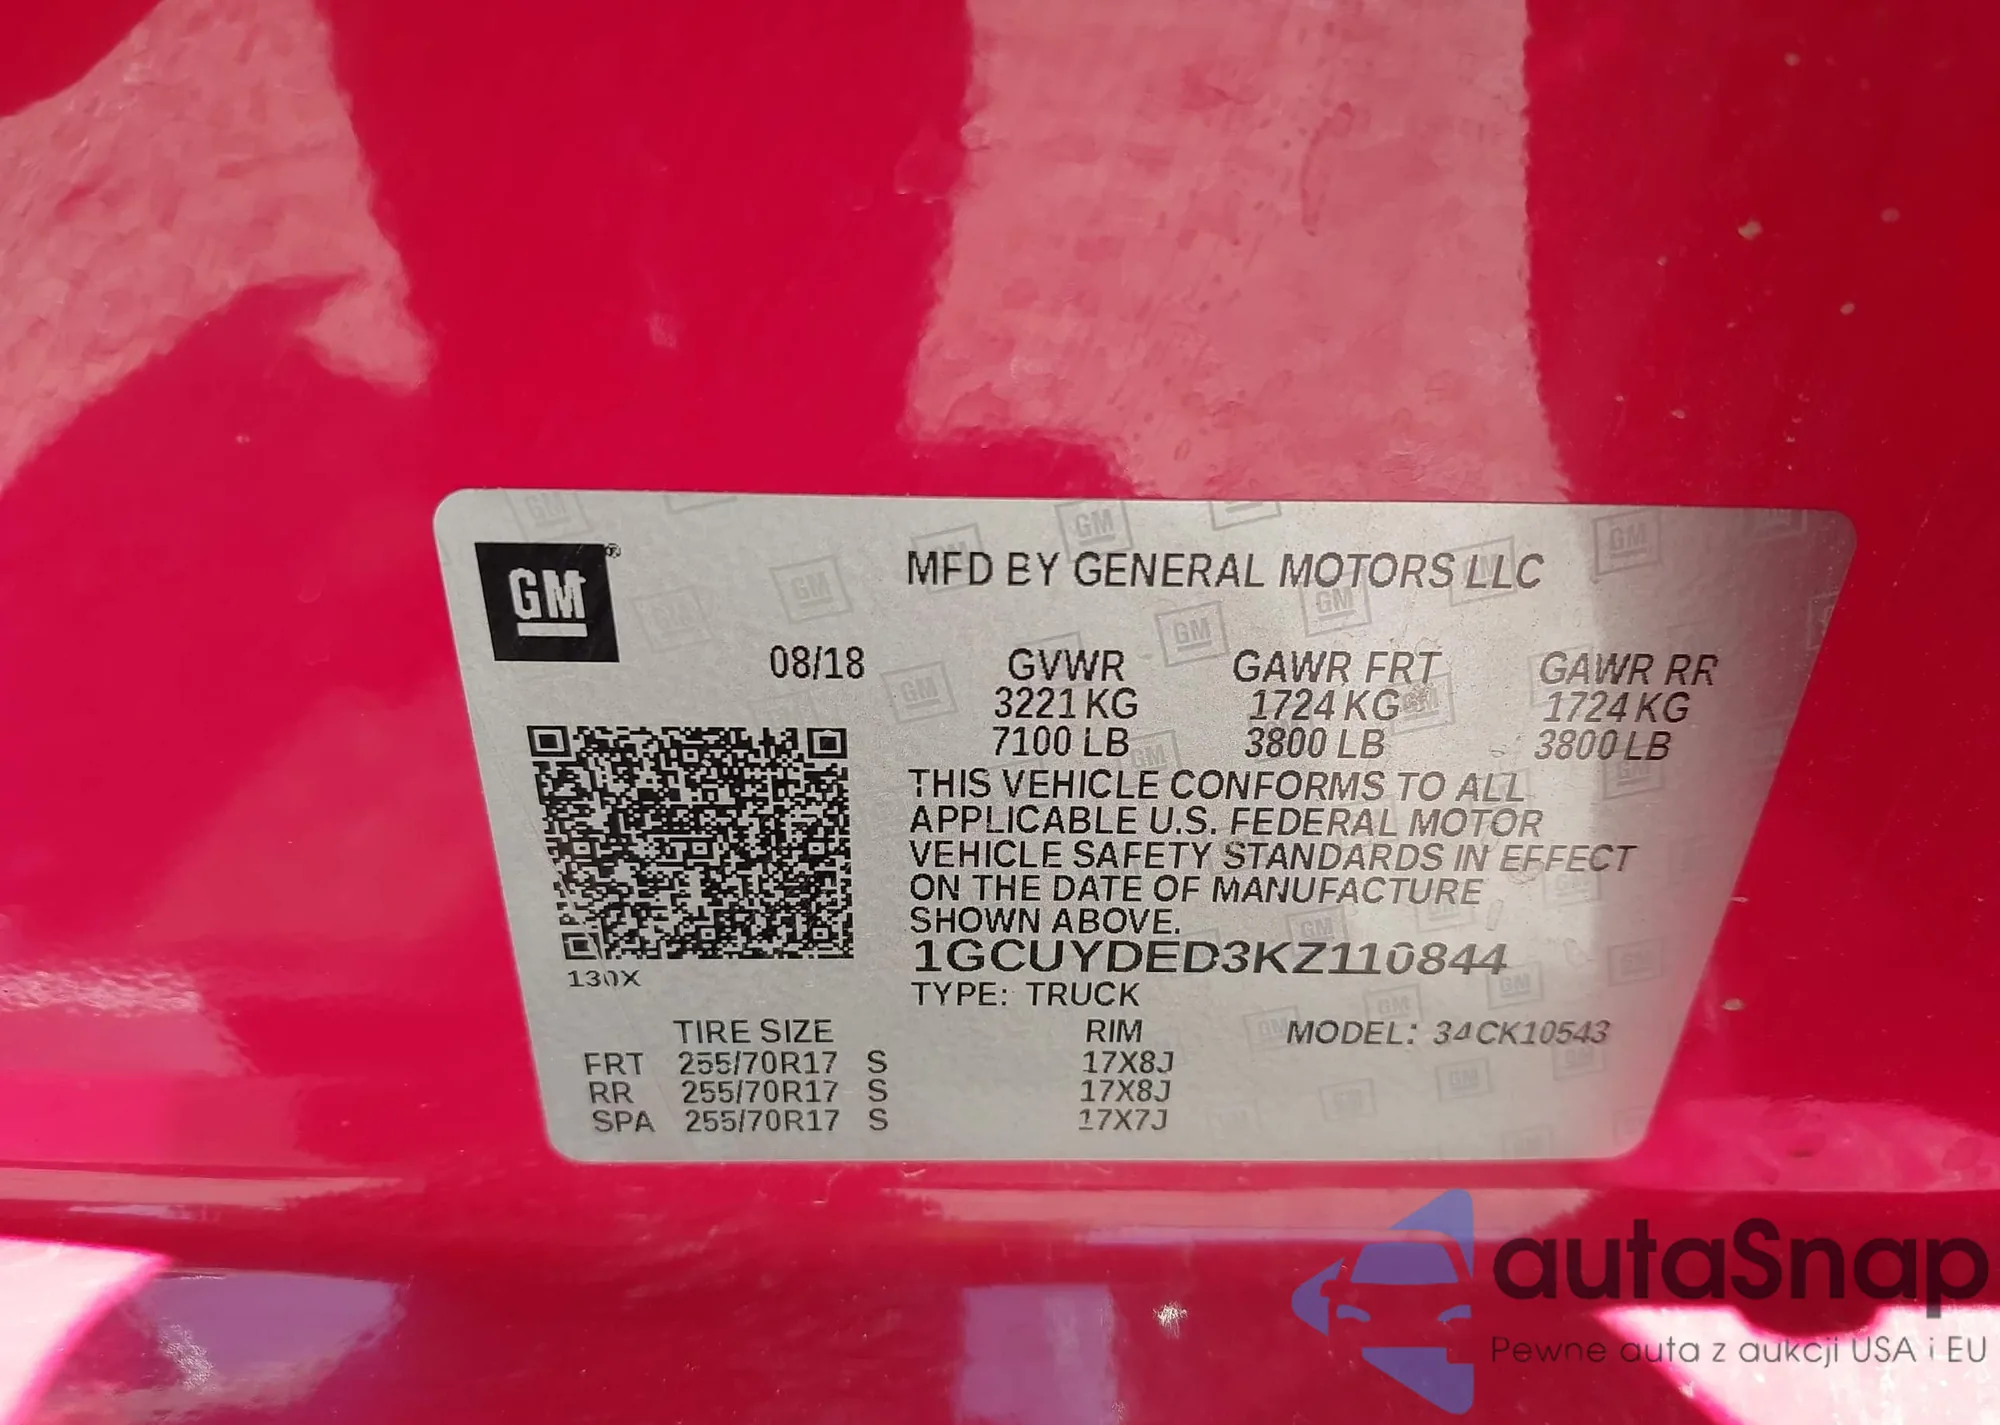 GM®
MFD BY GENERAL MOTORS LLC
08/18 GVWR GAWR FRT GAWR RR
3221 KG 1724 KG 1724 KG
7100 LB 3800 LB 3800 LB
THIS VEHICLE CONFORMS TO ALL
APPLICABLE U.S. FEDERAL MOTOR
VEHICLE SAFETY STANDARDS IN EFFECT
ON THE DATE OF MANUFACTURE
SHOWN ABOVE.
1GCUYDED3KZ110844
130X
TYPE: TRUCK
TIRE SIZE RIM MODEL: 34CK10543
FRT 255/70R17 S 17X8J
RR 255/70R17 S 17X8J
SPA 255/70R17 S 17X7J
autaSnap
Pewne auta z aukcji USA i EU